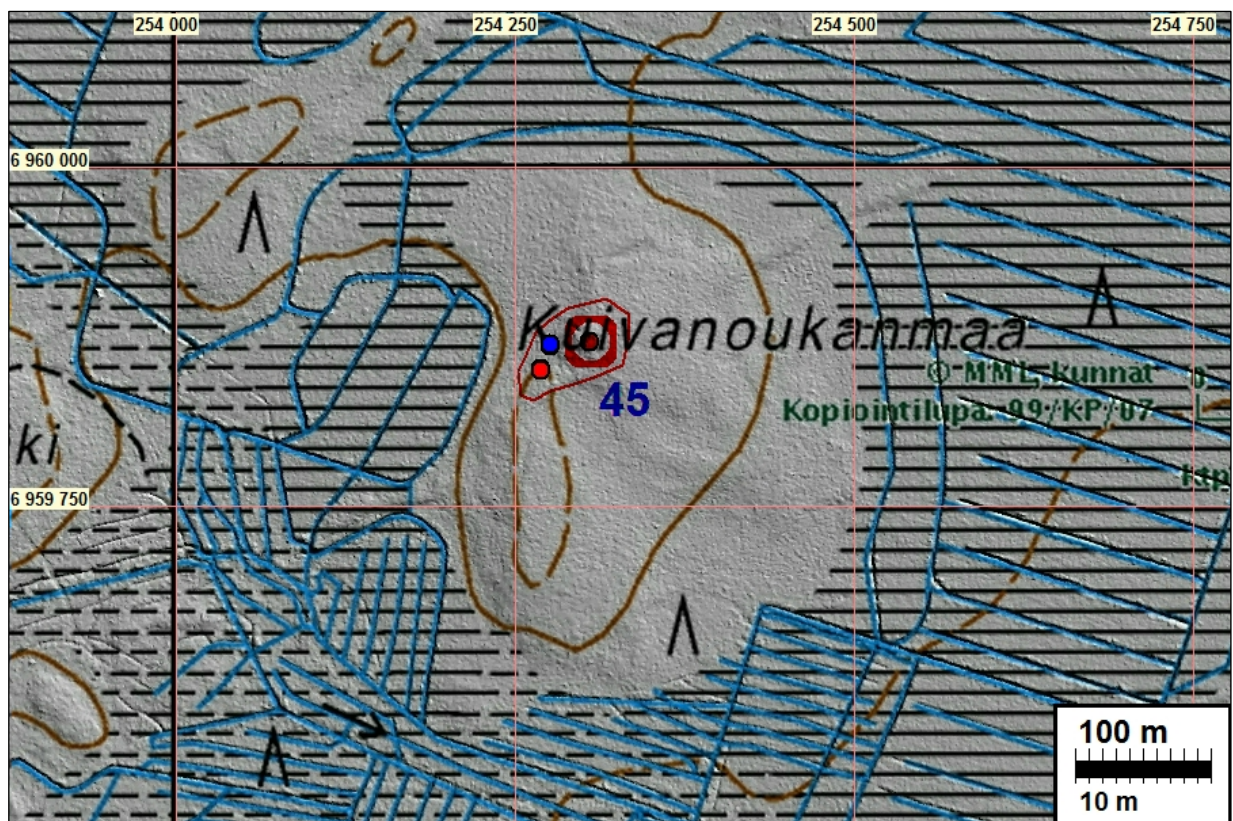 254 000
254 250
254 500
254 750
6 960 000
Kuivanoukanmaa
45
© MML, kunnat
Kopiointilupa
99/KP/07
ki
6 959 750
100 m
10 m